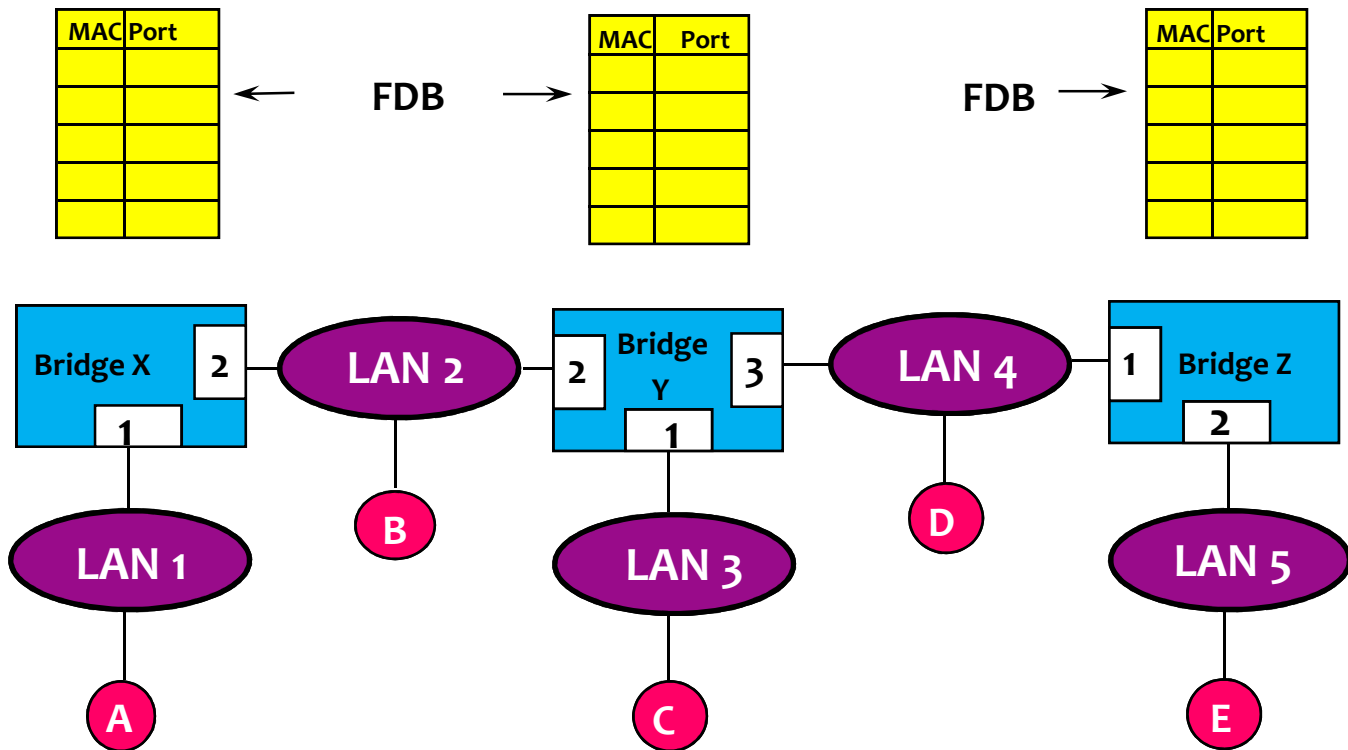 MAC Port
MAC Port
MAC Port
FDB
FDB
Bridge X
2
1
LAN 2
2
Bridge
Y
3
1
LAN 4
1
Bridge Z
2
B
D
LAN 1
LAN 3
LAN 5
A
C
E